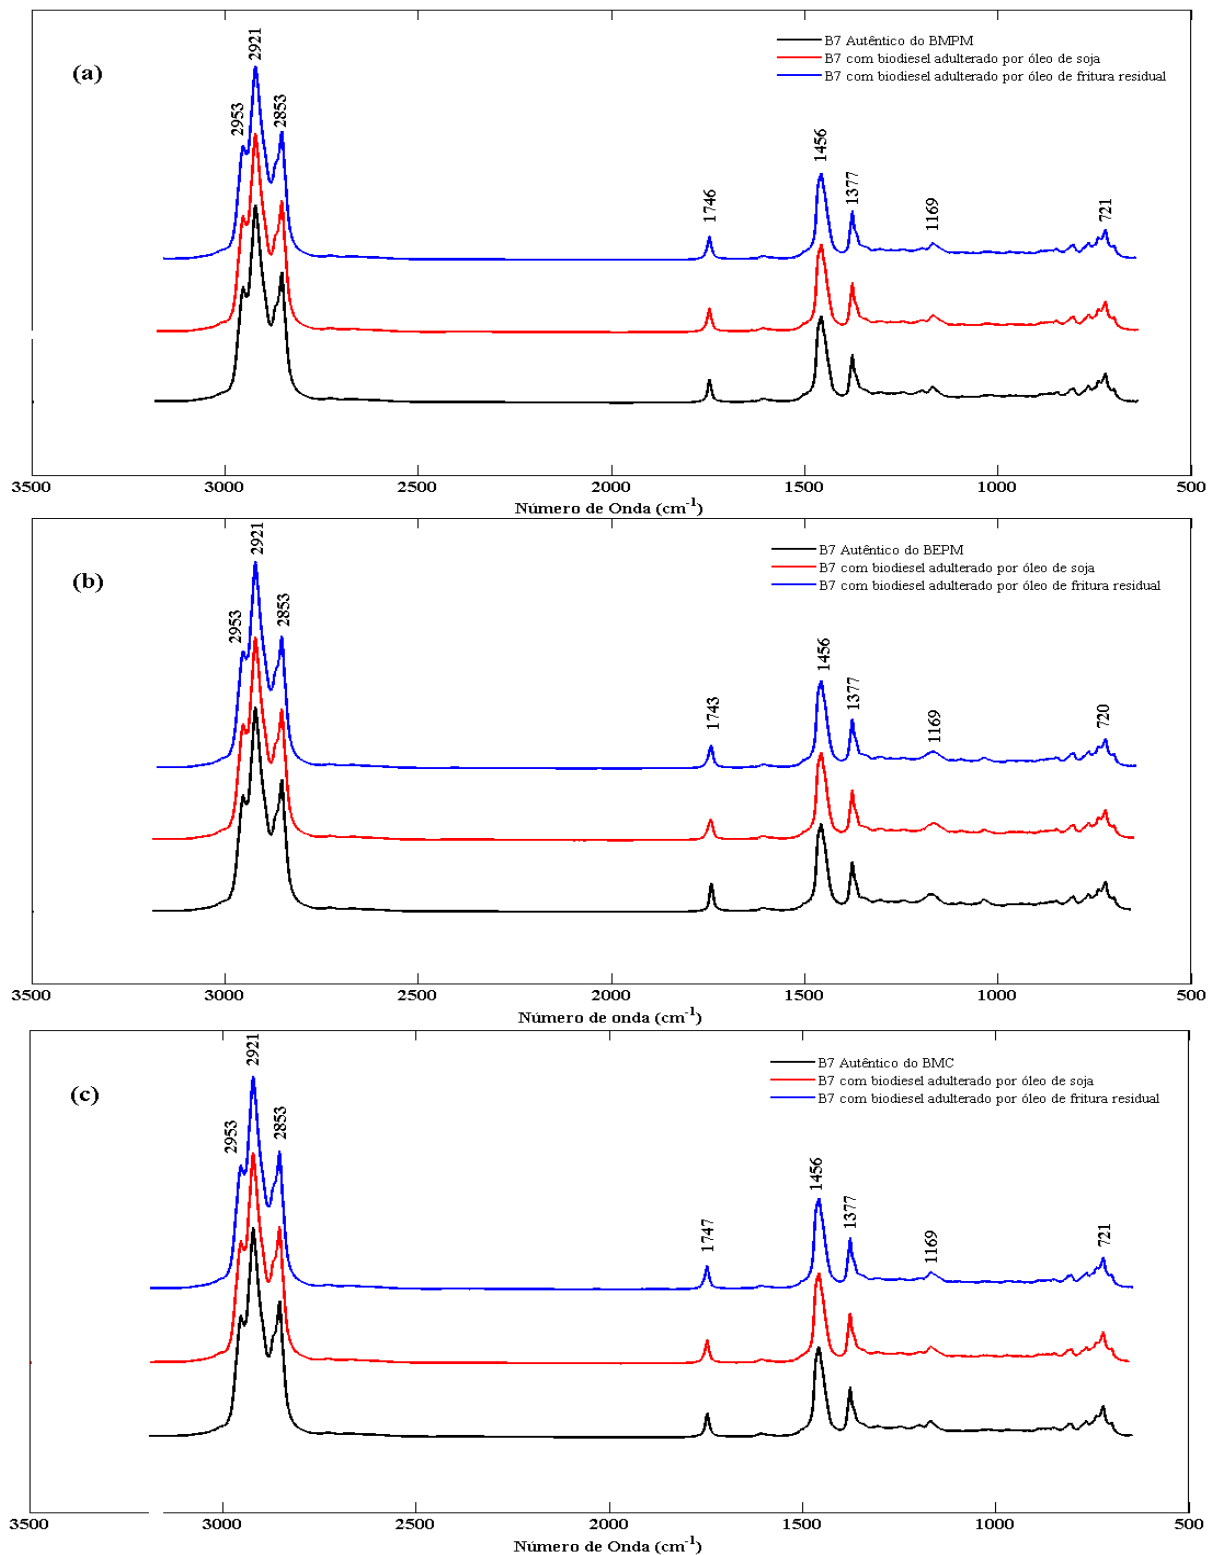 B7 Autêntico do BMPM
B7 com biodiesel adulterado por óleo de soja
B7 com biodiesel adulterado por óleo de fritura residual
(a)
2953
2921
2853
1746
1456
1377
1169
721
3500 3000 2500 2000 1500 1000 500
Número de Onda (cm⁻¹)
B7 Autêntico do BEPM
B7 com biodiesel adulterado por óleo de soja
B7 com biodiesel adulterado por óleo de fritura residual
(b)
2953
2921
2853
1743
1456
1377
1169
720
3500 3000 2500 2000 1500 1000 500
Número de onda (cm⁻¹)
B7 Autêntico do BMC
B7 com biodiesel adulterado por óleo de soja
B7 com biodiesel adulterado por óleo de fritura residual
(c)
2953
2921
2853
1747
1456
1377
1169
721
3500 3000 2500 2000 1500 1000 500
Número de Onda (cm⁻¹)